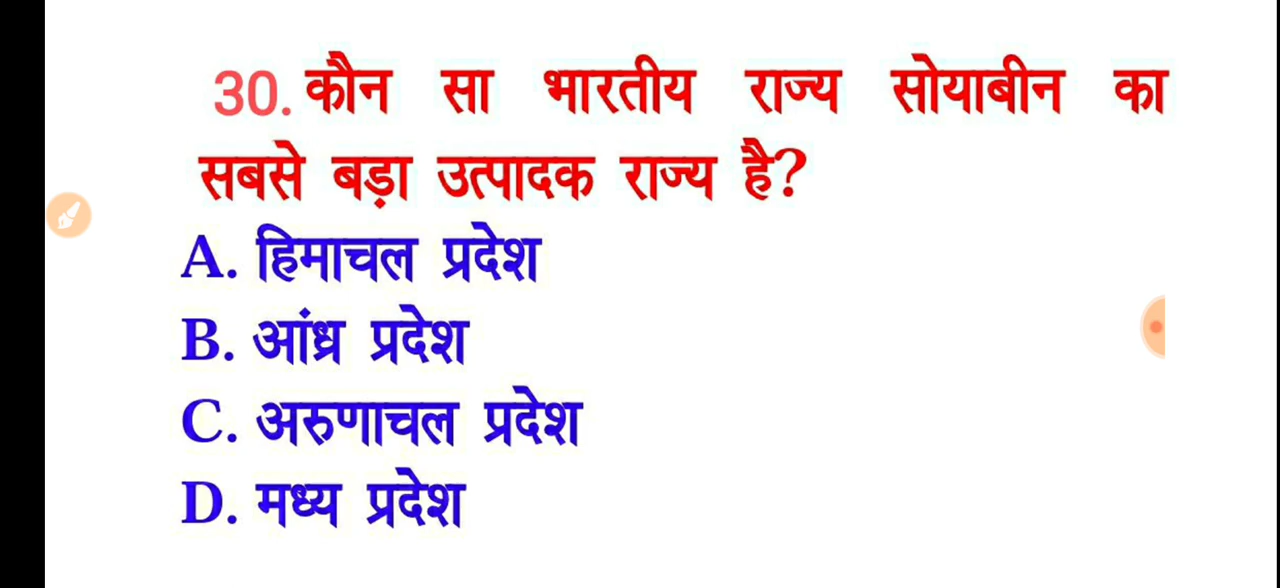 30. कौन सा भारतीय राज्य सोयाबीन का
सबसे बड़ा उत्पादक राज्य है?
A. हिमाचल प्रदेश
B. आंध्र प्रदेश
C. अरुणाचल प्रदेश
D. मध्य प्रदेश